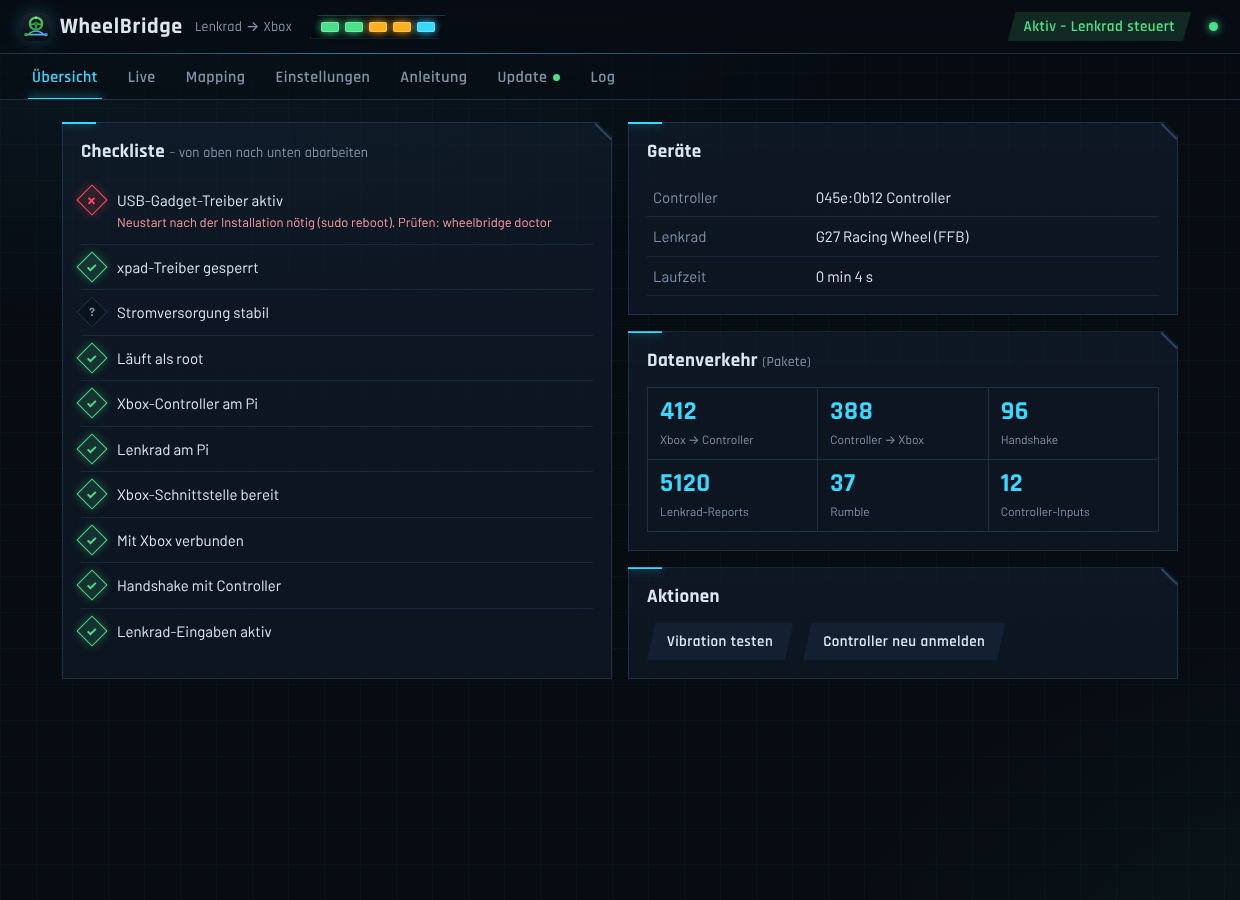 WheelBridge Lenkrad → Xbox
Aktiv – Lenkrad steuert
Übersicht Live Mapping Einstellungen Anleitung Update Log
Checkliste – von oben nach unten abarbeiten
USB-Gadget-Treiber aktiv
Neustart nach der Installation nötig (sudo reboot). Prüfen: wheelbridge doctor
xpad-Treiber gesperrt
?
Stromversorgung stabil
Läuft als root
Xbox-Controller am Pi
Lenkrad am Pi
Xbox-Schnittstelle bereit
Mit Xbox verbunden
Handshake mit Controller
Lenkrad-Eingaben aktiv
Geräte
Controller 045e:0b12 Controller
Lenkrad G27 Racing Wheel (FFB)
Laufzeit 0 min 4 s
Datenverkehr (Pakete)
412 388 96
Xbox → Controller Controller → Xbox Handshake
5120 37 12
Lenkrad-Reports Rumble Controller-Inputs
Aktionen
Vibration testen Controller neu anmelden